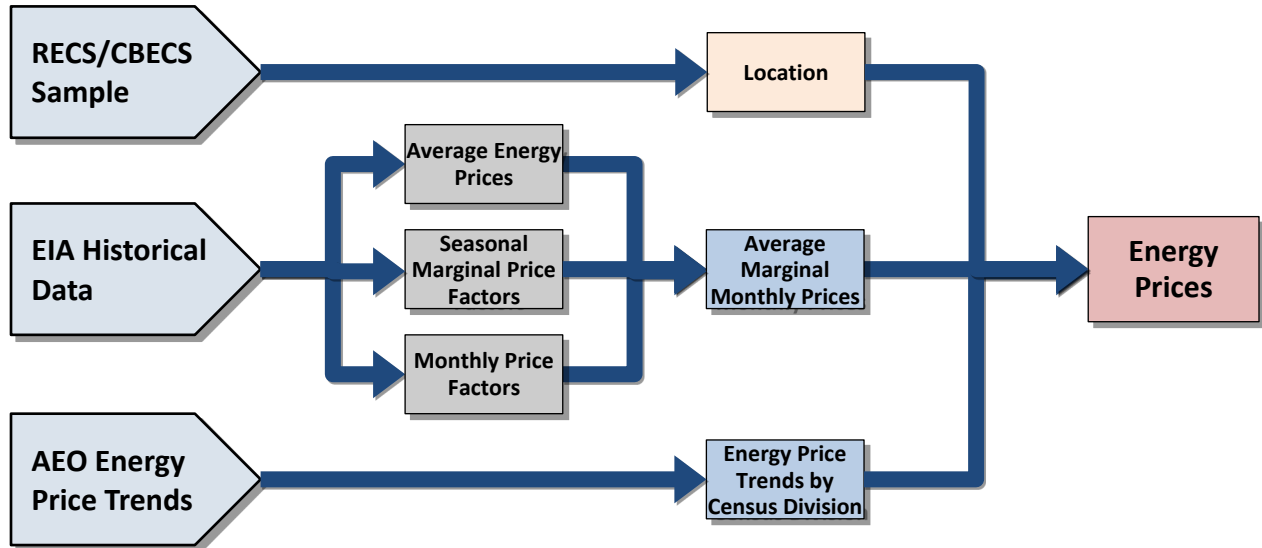 RECS/CBECS
Sample
Location
Average Energy
Prices
EIA Historical
Data
Seasonal
Marginal Price
Factors
Average
Marginal
Monthly Prices
Energy
Prices
Monthly Price
Factors
AEO Energy
Price Trends
Energy Price
Trends by
Census Division